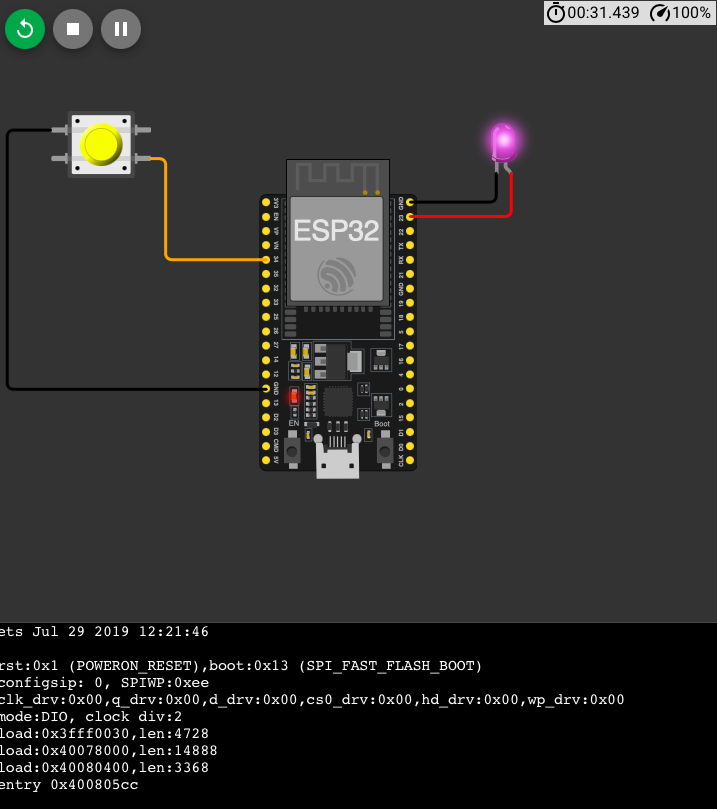 00:31.439 100%
ESP32
3V3
EN
VP
VN
34
35
32
33
25
26
27
14
12
GND
13
D2
D3
CMD
5V
GND
23
22
TX
RX
21
GND
19
18
5
17
16
4
0
2
15
D1
D0
CLK
EN
Boot
ets Jul 29 2019 12:21:46
rst:0x1 (POWERON_RESET),boot:0x13 (SPI_FAST_FLASH_BOOT)
configsip: 0, SPIWP:0xee
clk_drv:0x00,q_drv:0x00,d_drv:0x00,cs0_drv:0x00,hd_drv:0x00,wp_drv:0x00
mode:DIO, clock div:2
load:0x3fff0030,len:4728
load:0x40078000,len:14888
load:0x40080400,len:3368
entry 0x400805cc